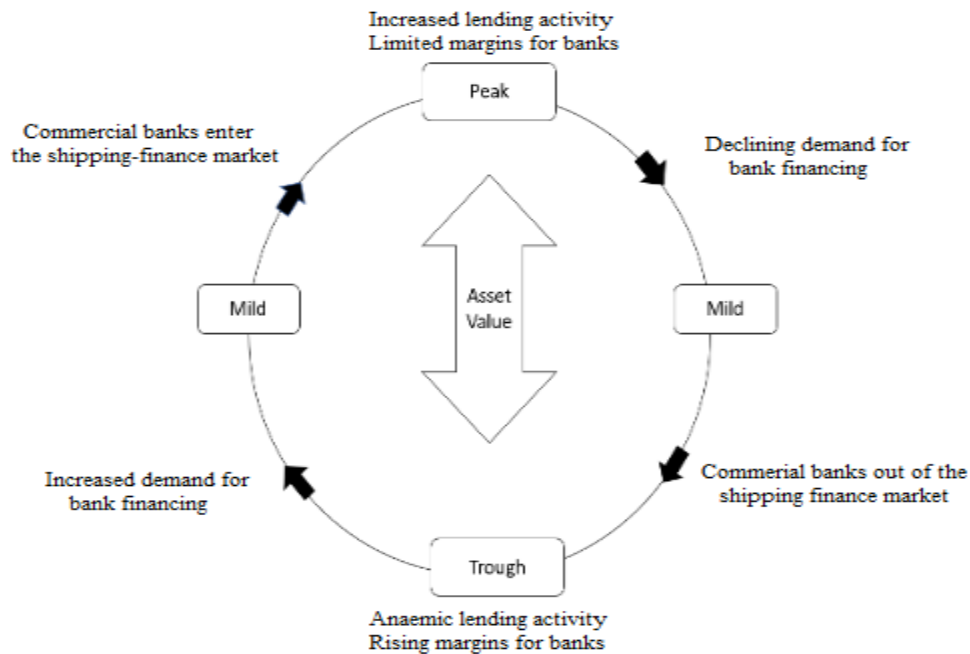 Increased lending activity
Limited margins for banks
Peak
Commercial banks enter
the shipping-finance market
Declining demand for
bank financing
Asset
Value
Mild
Mild
Increased demand for
bank financing
Commerial banks out of the
shipping finance market
Trough
Anaemic lending activity
Rising margins for banks